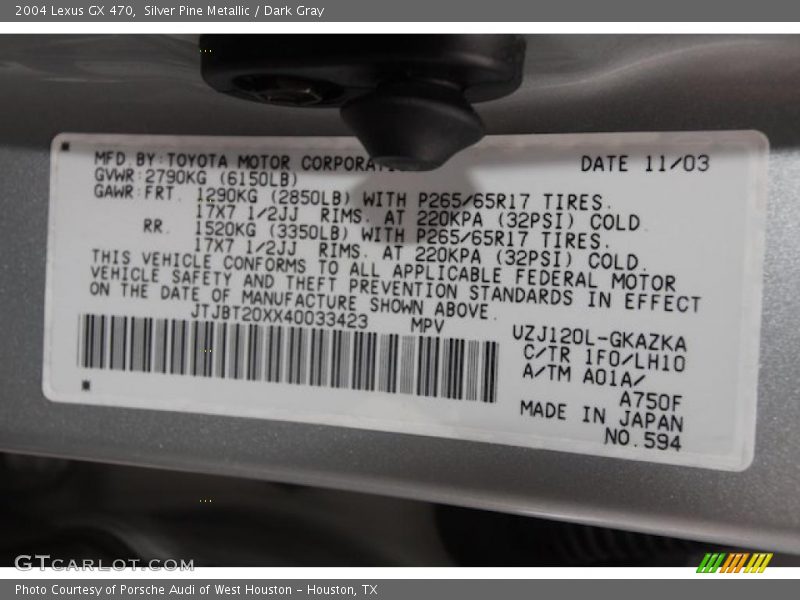 2004 Lexus GX 470, Silver Pine Metallic / Dark Gray
MFD.BY:TOYOTA MOTOR DATE 11/03
GVWR:2790KG (6150LB)
GAWR:FRT. 1290KG (2850LB) WITH P265/65R17 TIRES.
17X7 1/2JJ RIMS. AT 220KPA (32PSI) COLD.
RR. 1520KG (3350LB) WITH P265/65R17 TIRES.
17X7 1/2JJ RIMS. AT 220KPA (32PSI) COLD.
THIS VEHICLE CONFORMS TO ALL APPLICABLE FEDERAL MOTOR
VEHICLE SAFETY AND THEFT PREVENTION STANDARDS IN EFFECT
ON THE DATE OF MANUFACTURE SHOWN ABOVE.
JTJBT20XX40033423 MPV
UZJ120L-GKAZKA
C/TR 1F0/LH10
A/TM A01A/
A750F
MADE IN JAPAN
NO.594
GTCARLOT.COM
Photo Courtesy of Porsche Audi of West Houston - Houston, TX